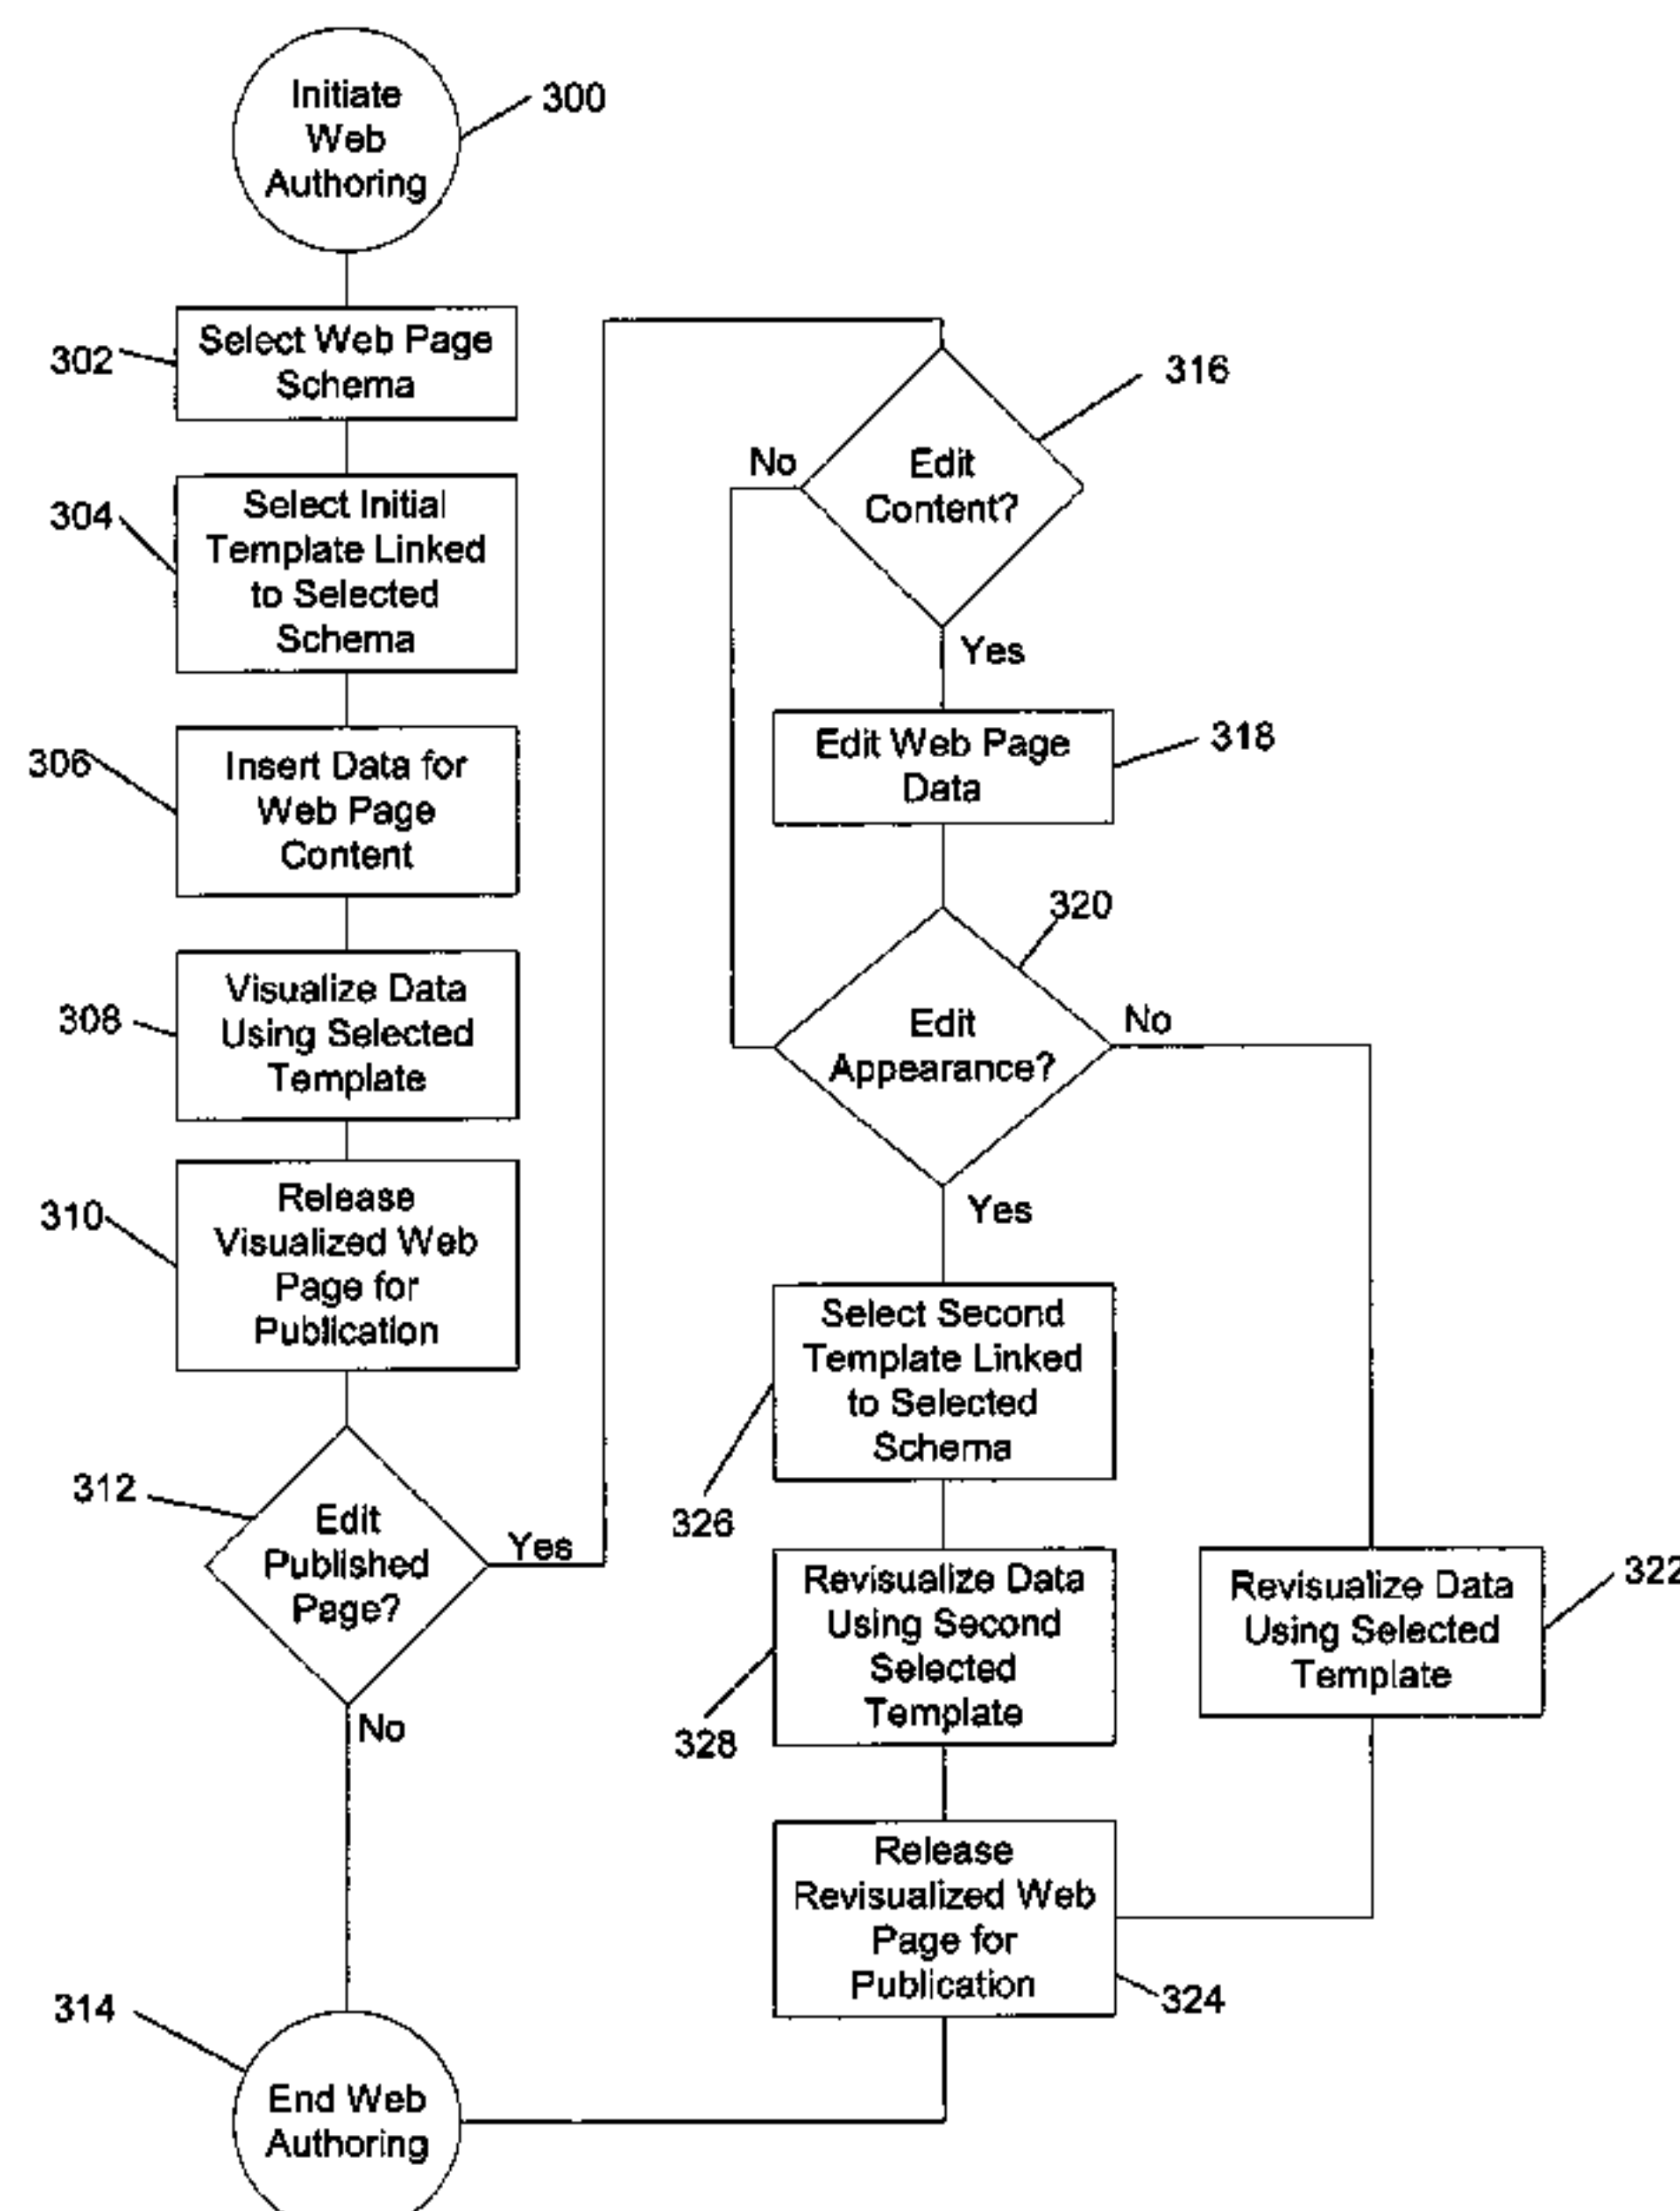 Initiate
Web
Authoring
300
302
Select Web Page
Schema
304
Select Initial
Template Linked
to Selected
Schema
306
Insert Data for
Web Page
Content
308
Visualize Data
Using Selected
Template
310
Release
Visualized Web
Page for
Publication
312
Edit
Published
Page?
Yes
No
314
End Web
Authoring
316
Edit
Content?
No
Yes
318
Edit Web Page
Data
320
Edit
Appearance?
No
Yes
326
Select Second
Template Linked
to Selected
Schema
328
Revisualize Data
Using Second
Selected
Template
322
Revisualize Data
Using Selected
Template
Release
Revisualized Web
Page for
Publication
324